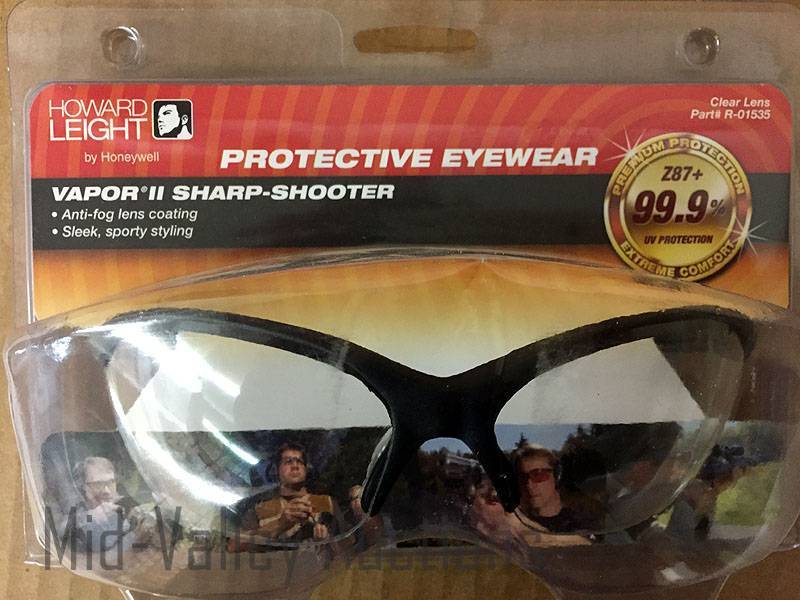 HOWARD
LEIGHT
by Honeywell
Clear Lens
Part# R-01535
PROTECTIVE EYEWEAR
VAPOR® II SHARP-SHOOTER
• Anti-fog lens coating
• Sleek, sporty styling
PREMIUM PROTECTION
Z87+
99.9%
UV PROTECTION
EXTREME COMFORT
Mid-Valley